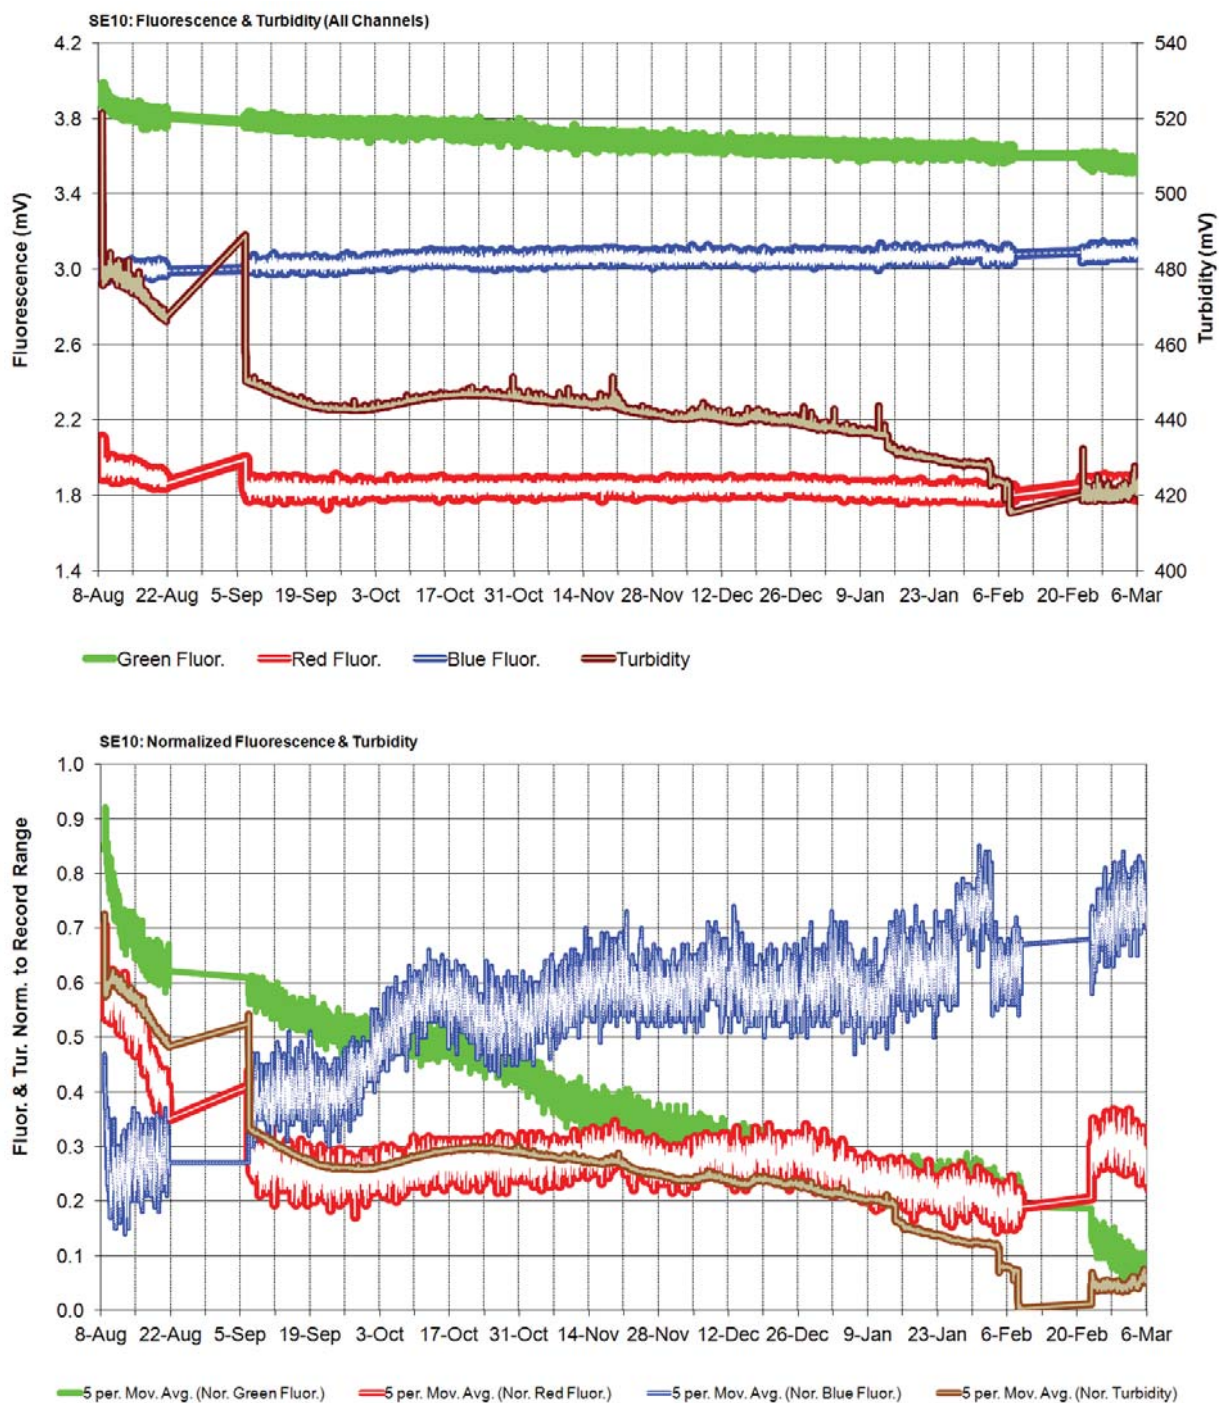 SE10: Fluorescence & Turbidity (All Channels)
4.2 540
3.8 520
3.4 500
3.0 480
2.6 460
2.2 440
1.8 420
1.4 400
Fluorescence (mV)
Turbidity (mV)
8-Aug 22-Aug 5-Sep 19-Sep 3-Oct 17-Oct 31-Oct 14-Nov 28-Nov 12-Dec 26-Dec 9-Jan 23-Jan 6-Feb 20-Feb 6-Mar
Green Fluor. Red Fluor. Blue Fluor. Turbidity
SE10: Normalized Fluorescence & Turbidity
1.0
0.9
0.8
0.7
0.6
0.5
0.4
0.3
0.2
0.1
0.0
Fluor. & Tur. Norm. to Record Range
8-Aug 22-Aug 5-Sep 19-Sep 3-Oct 17-Oct 31-Oct 14-Nov 28-Nov 12-Dec 26-Dec 9-Jan 23-Jan 6-Feb 20-Feb 6-Mar
5 per. Mov. Avg. (Nor. Green Fluor.) 5 per. Mov. Avg. (Nor. Red Fluor.) 5 per. Mov. Avg. (Nor. Blue Fluor.) 5 per. Mov. Avg. (Nor. Turbidity)